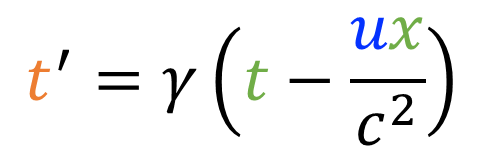 t′ = γ(t − ux/c²)